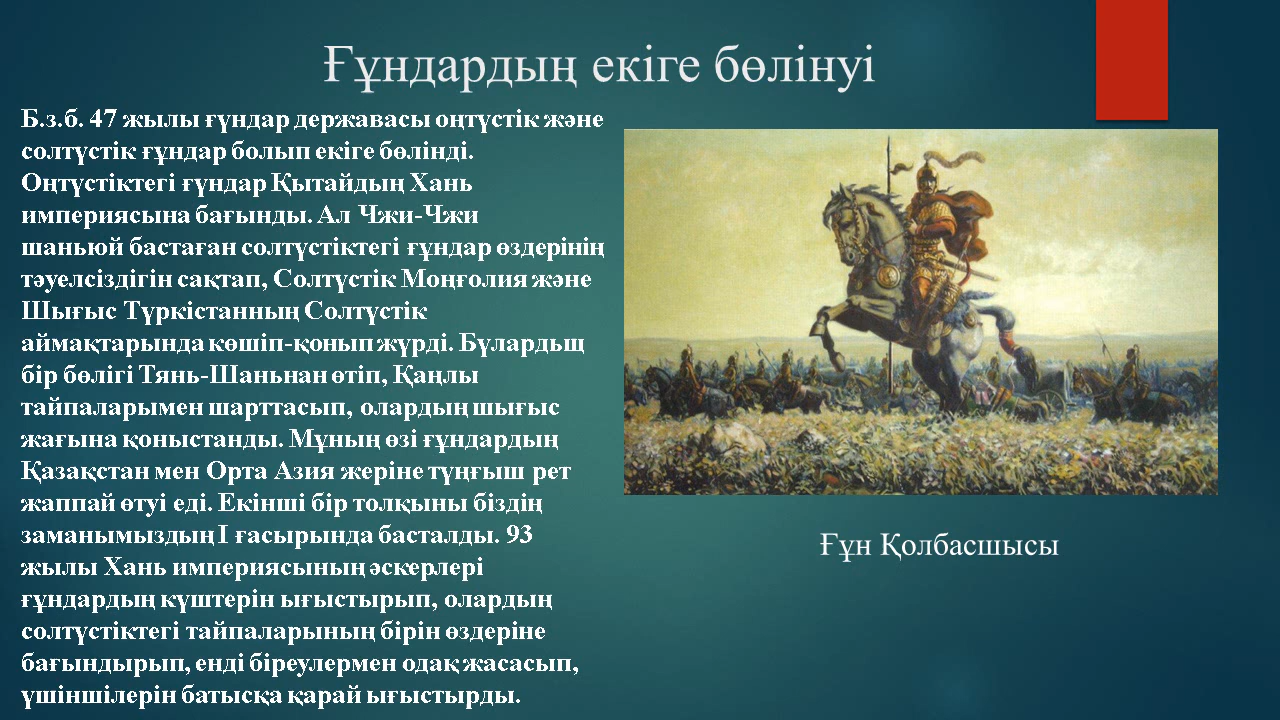 Ғұндардың екіге бөлінуі
Б.з.б. 47 жылы ғүндар державасы оңтүстік және
солтүстік ғұндар болып екіге бөлінді.
Оңтүстіктегі ғүндар Қытайдың Хань
империясына бағынды. Ал Чжи-Чжи
шаньюй бастаған солтүстіктегі ғұндар өздерінің
тәуелсіздігін сақтап, Солтүстік Моңғолия және
Шығыс Түркістанның Солтүстік
аймақтарында көшіп-қонып жүрді. Бүлардьщ
бір бөлігі Тянь-Шаньнан өтіп, Қаңлы
тайпаларымен шарттасып, олардың шығыс
жағына қоныстанды. Мұның өзі ғұндардың
Қазақстан мен Орта Азия жеріне түңғыш рет
жаппай өтуі еді. Екінші бір толқыны біздің
заманымыздың I ғасырында басталды. 93
жылы Хань империясының әскерлері
ғұндардың күштерін ығыстырып, олардың
солтүстіктегі тайпаларының бірін өздеріне
бағындырып, енді біреулермен одақ жасасып,
үшіншілерін батысқа қарай ығыстырды.
Ғұн Қолбасшысы